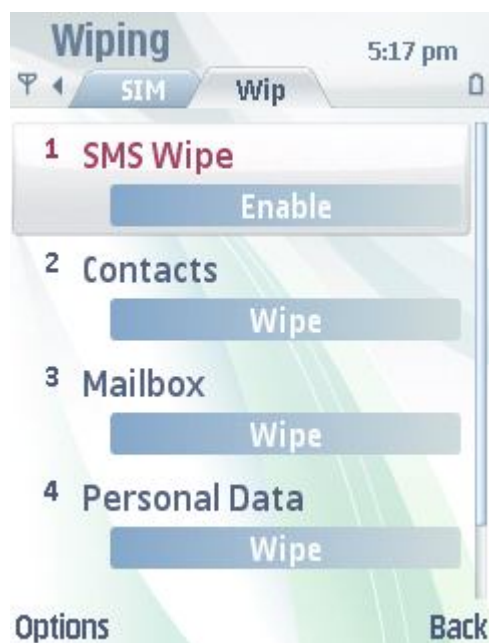 Wiping
5:17 pm
SIM
Wip
1 SMS Wipe
Enable
2 Contacts
Wipe
3 Mailbox
Wipe
4 Personal Data
Wipe
Options
Back